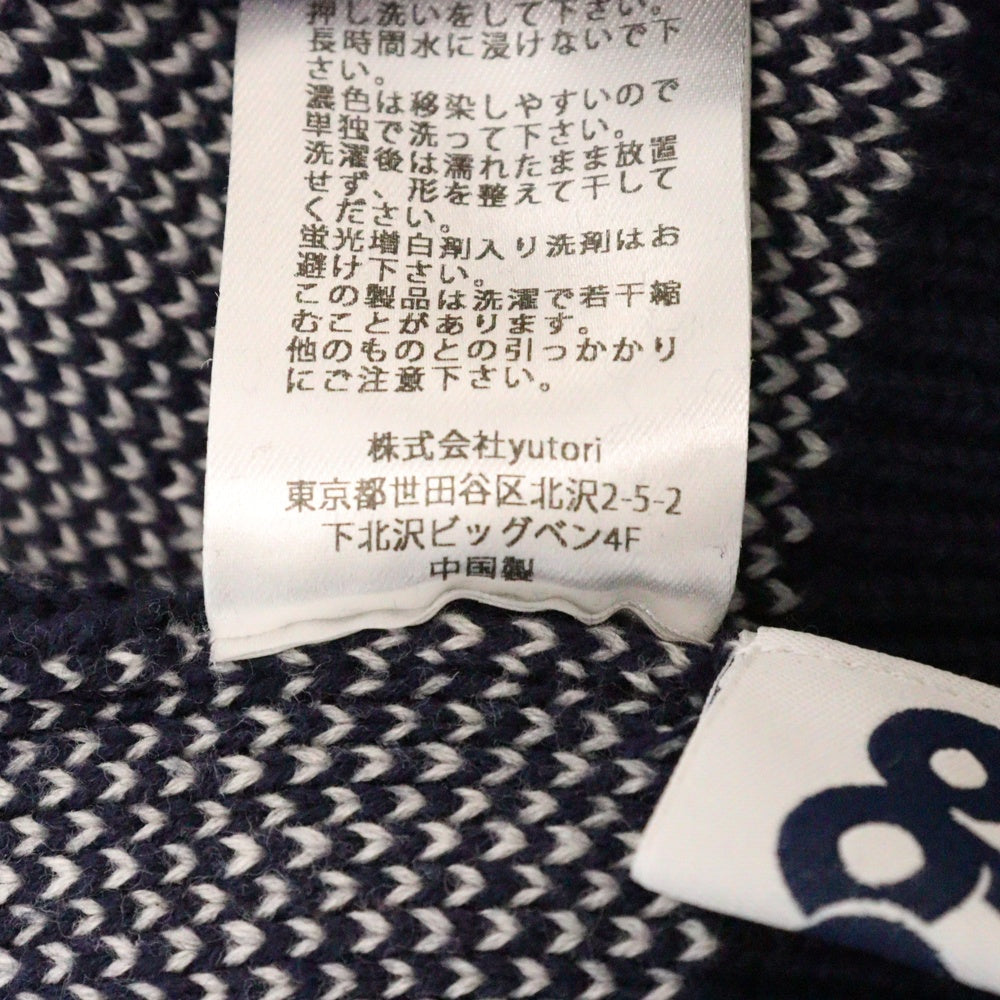 押し洗いをして下さい。
長時間水に浸けないで下
さい。
濃色は移染しやすいので
単独で洗って下さい。
洗濯後は濡れたまま放置
せず、形を整えて干して
ください。
蛍光増白剤入り洗剤はお
避け下さい。
この製品は洗濯で若干縮
むことがあります。
他のものとの引っかかり
にご注意下さい。
株式会社yutori
東京都世田谷区北沢2-5-2
下北沢ビッグベン4F
中国製